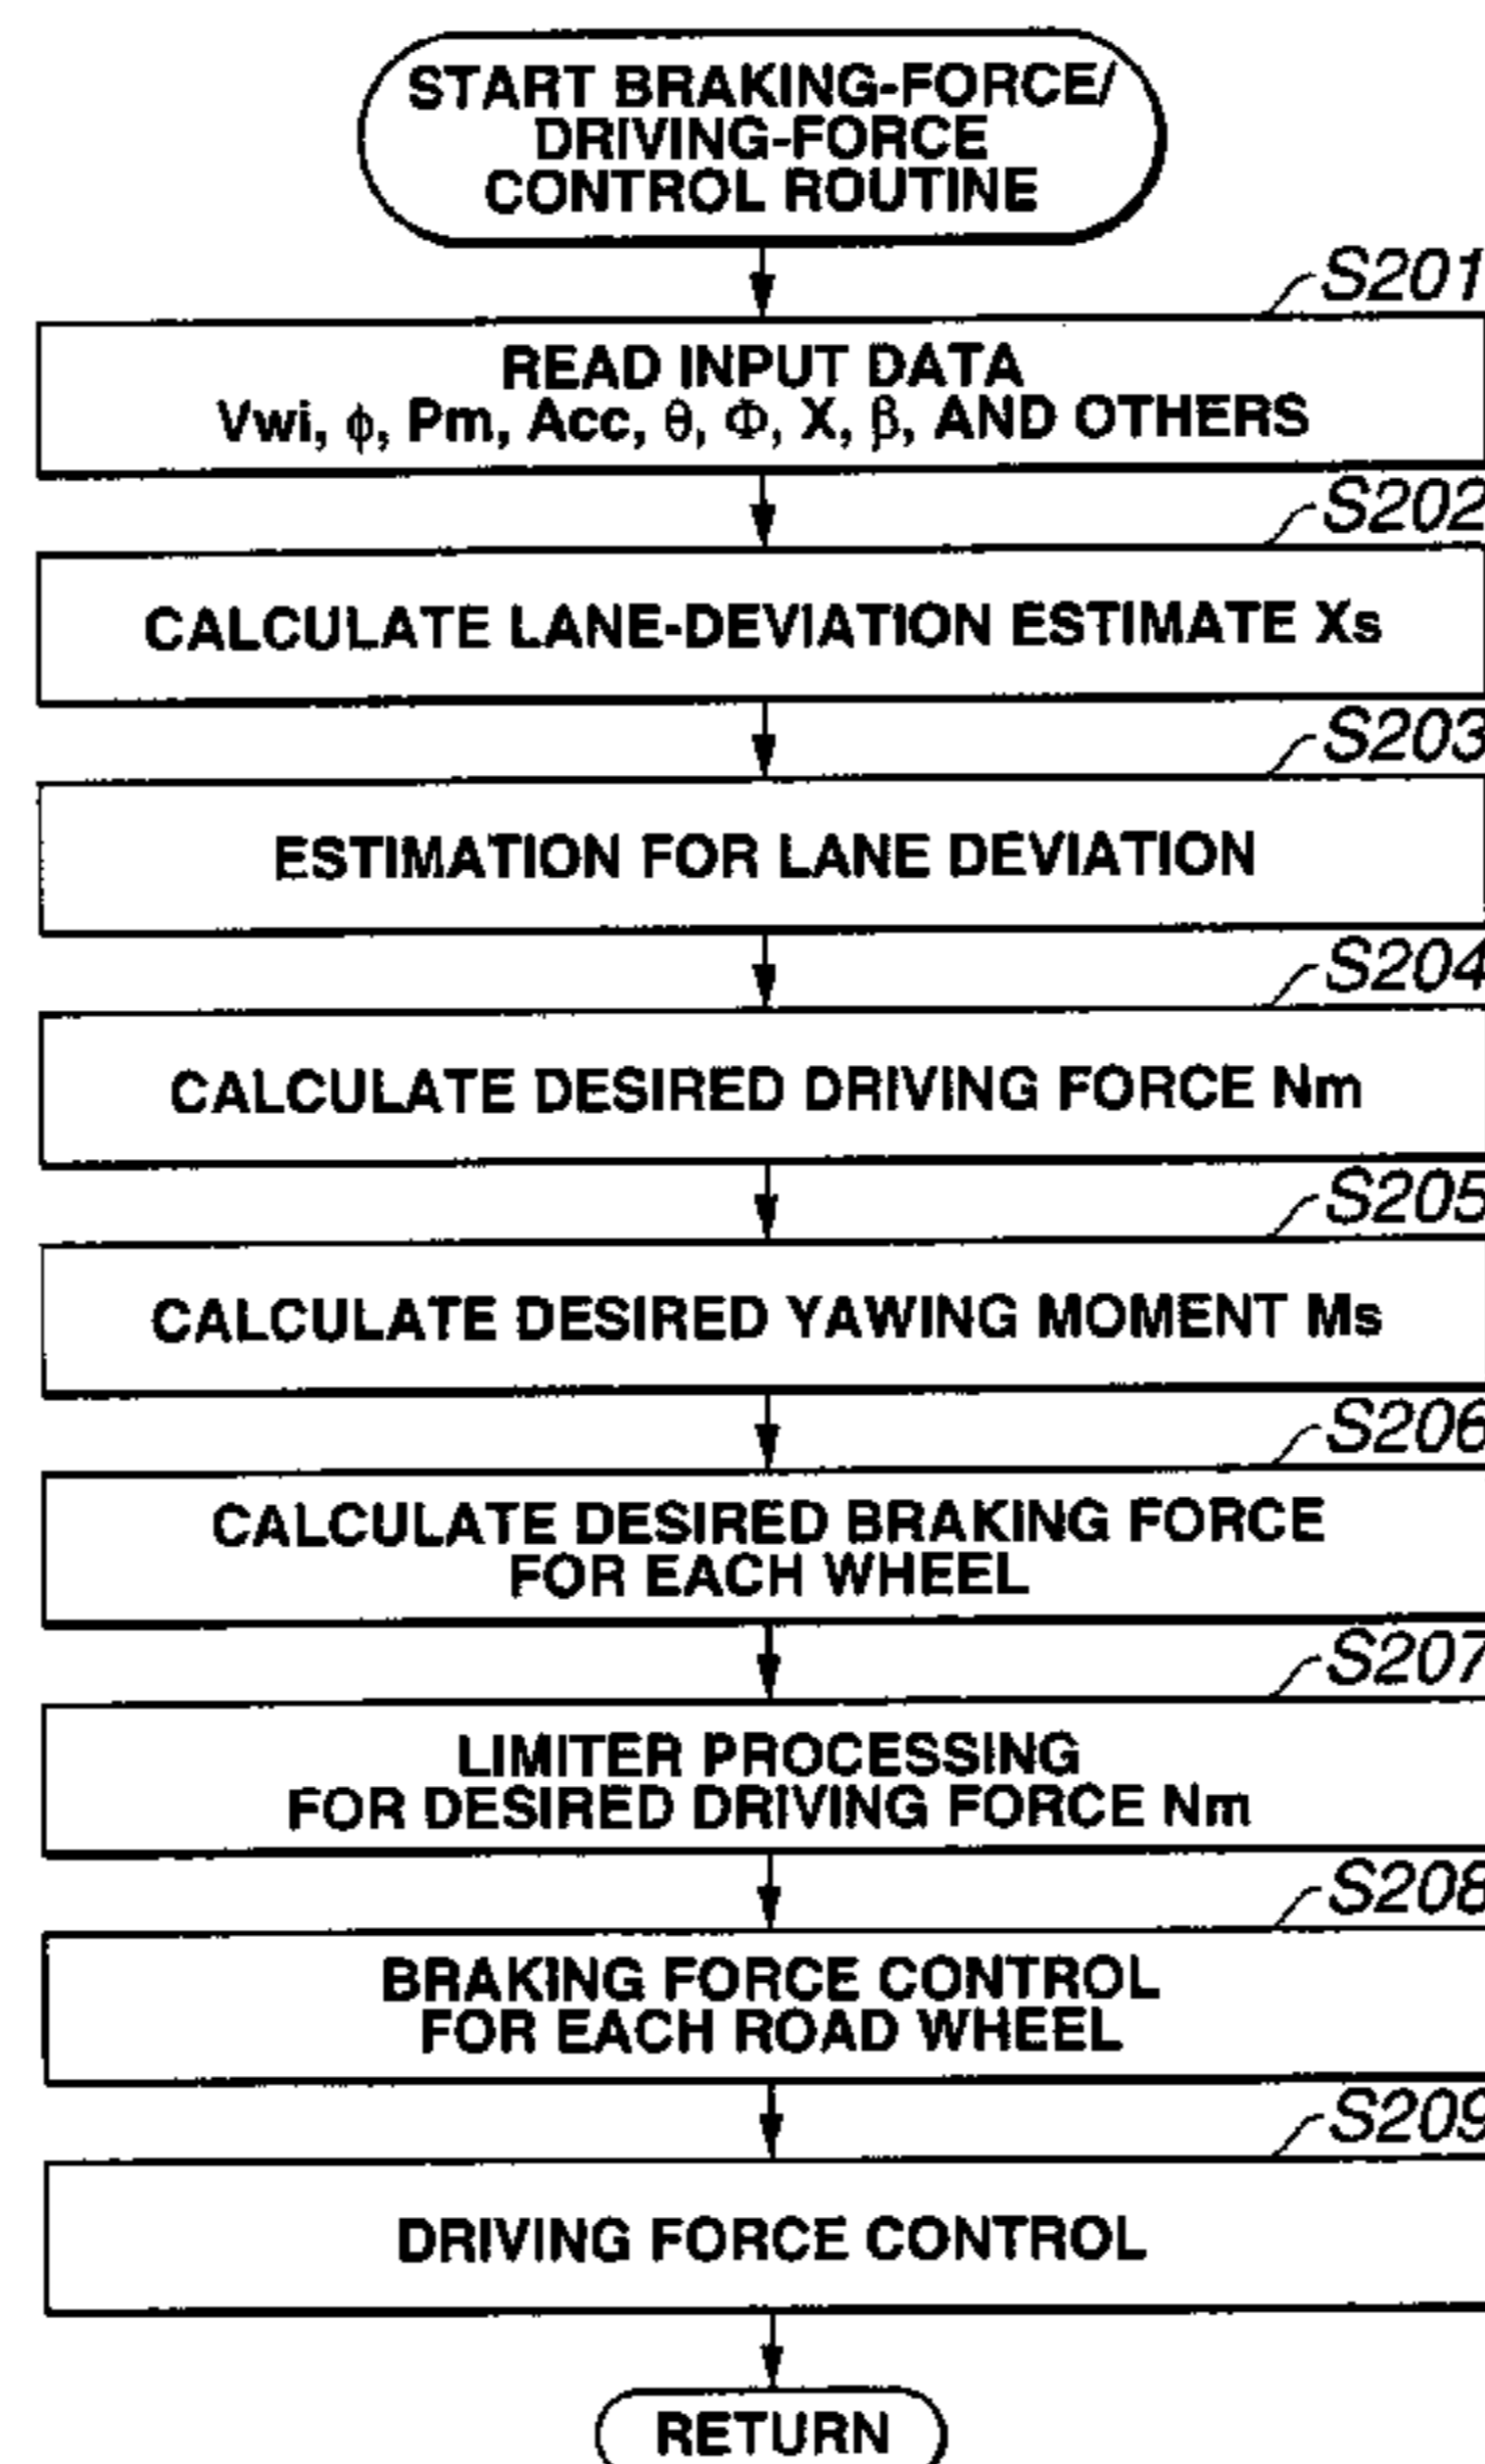 START BRAKING-FORCE/
DRIVING-FORCE
CONTROL ROUTINE
S201
READ INPUT DATA
Vwi, ϕ, Pm, Acc, θ, Φ, X, β, AND OTHERS
S202
CALCULATE LANE-DEVIATION ESTIMATE Xs
S203
ESTIMATION FOR LANE DEVIATION
S204
CALCULATE DESIRED DRIVING FORCE Nm
S205
CALCULATE DESIRED YAWING MOMENT Ms
S206
CALCULATE DESIRED BRAKING FORCE
FOR EACH WHEEL
S207
LIMITER PROCESSING
FOR DESIRED DRIVING FORCE Nm
S208
BRAKING FORCE CONTROL
FOR EACH ROAD WHEEL
S209
DRIVING FORCE CONTROL
RETURN